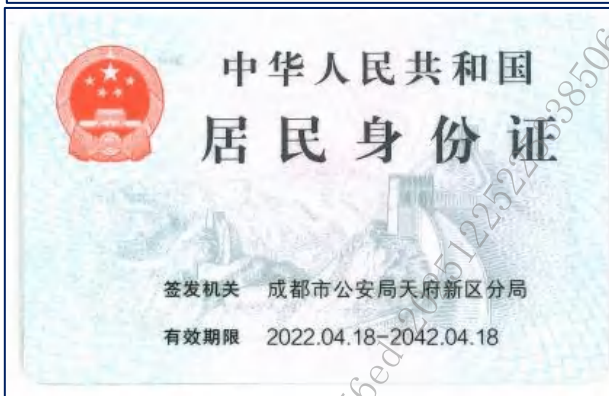 中华人民共和国
居民身份证
签发机关 成都市公安局天府新区分局
有效期限 2022.04.18-2042.04.18